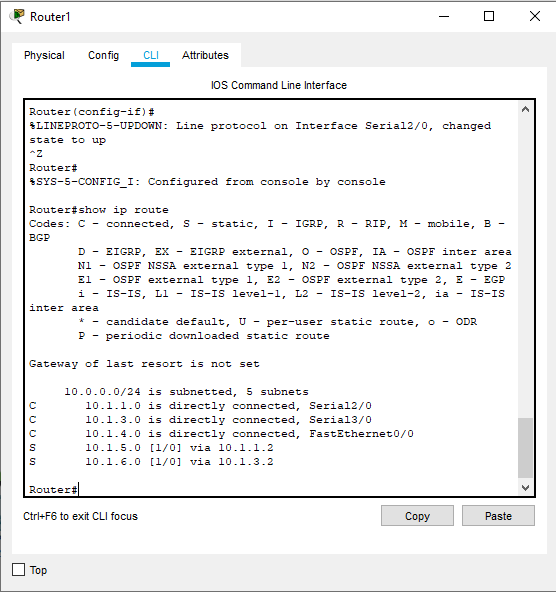 Router1
Physical Config CLI Attributes
IOS Command Line Interface
Router(config-if)#
%LINEPROTO-5-UPDOWN: Line protocol on Interface Serial2/0, changed
state to up
^Z
Router#
%SYS-5-CONFIG_I: Configured from console by console
Router#show ip route
Codes: C - connected, S - static, I - IGRP, R - RIP, M - mobile, B -
BGP
D - EIGRP, EX - EIGRP external, O - OSPF, IA - OSPF inter area
N1 - OSPF NSSA external type 1, N2 - OSPF NSSA external type 2
E1 - OSPF external type 1, E2 - OSPF external type 2, E - EGP
i - IS-IS, L1 - IS-IS level-1, L2 - IS-IS level-2, ia - IS-IS
inter area
* - candidate default, U - per-user static route, o - ODR
P - periodic downloaded static route
Gateway of last resort is not set
10.0.0.0/24 is subnetted, 5 subnets
C 10.1.1.0 is directly connected, Serial2/0
C 10.1.3.0 is directly connected, Serial3/0
C 10.1.4.0 is directly connected, FastEthernet0/0
S 10.1.5.0 [1/0] via 10.1.1.2
S 10.1.6.0 [1/0] via 10.1.3.2
Router#
Ctrl+F6 to exit CLI focus
Copy Paste
Top